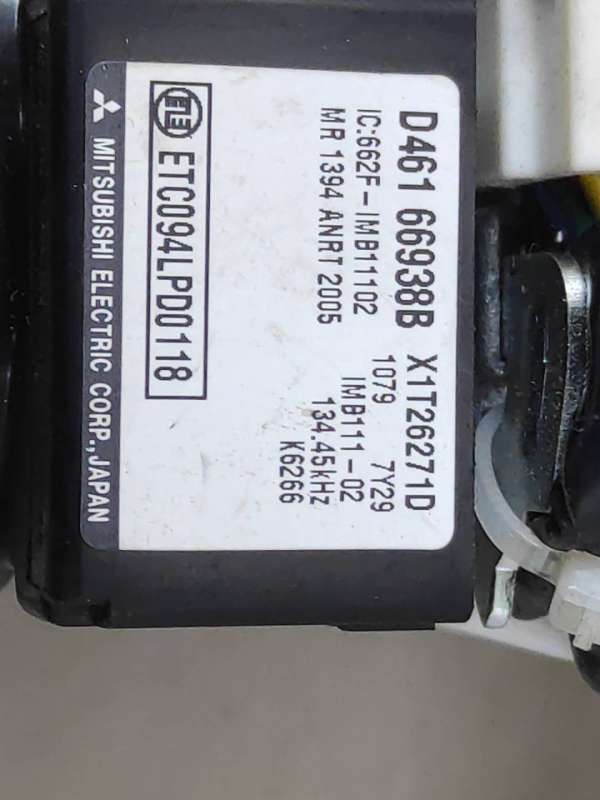 D461 66938B X1T26271D
IC:662F-IMB11102 1079 7Y29
MR 1394 ANRT 2005 IMB111-02
134.45kHz
K6266
ETC094LPD0118
MITSUBISHI ELECTRIC CORP.,JAPAN